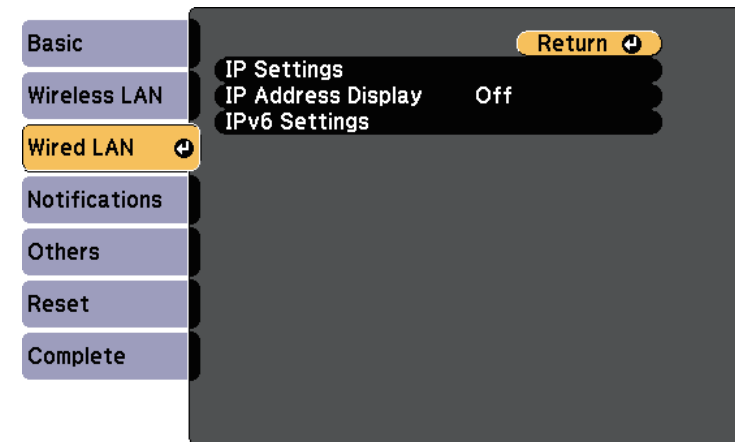 Basic
Wireless LAN
Wired LAN
Notifications
Others
Reset
Complete
Return
IP Settings
IP Address Display Off
IPv6 Settings